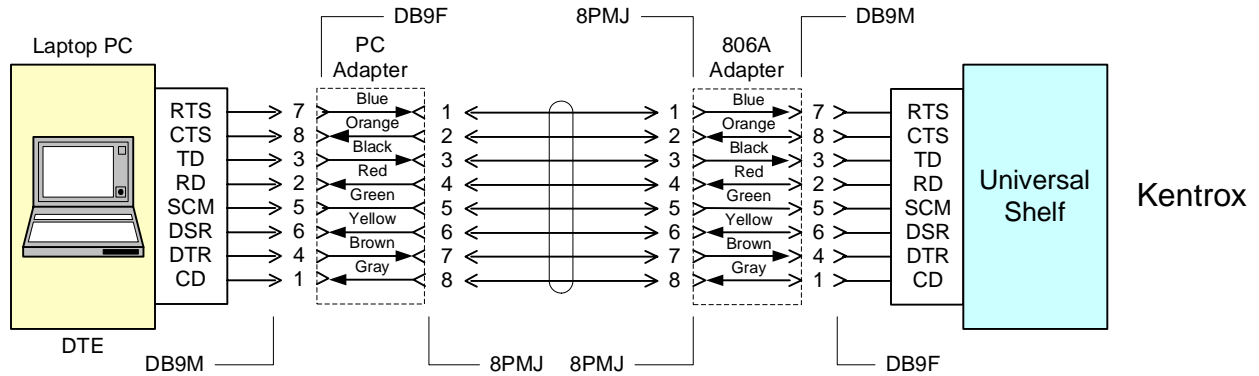 DB9F 8PMJ DB9M
Laptop PC PC Adapter 806A Adapter
RTS 7 Blue 1 1 Blue 7 RTS
CTS 8 Orange 2 2 Orange 8 CTS
TD 3 Black 3 3 Black 3 TD
RD 2 Red 4 4 Red 2 RD
SCM 5 Green 5 5 Green 5 SCM
DSR 6 Yellow 6 6 Yellow 6 DSR
DTR 4 Brown 7 7 Brown 4 DTR
CD 1 Gray 8 8 Gray 1 CD
Universal
Shelf
Kentrox
DTE
DB9M 8PMJ 8PMJ DB9F